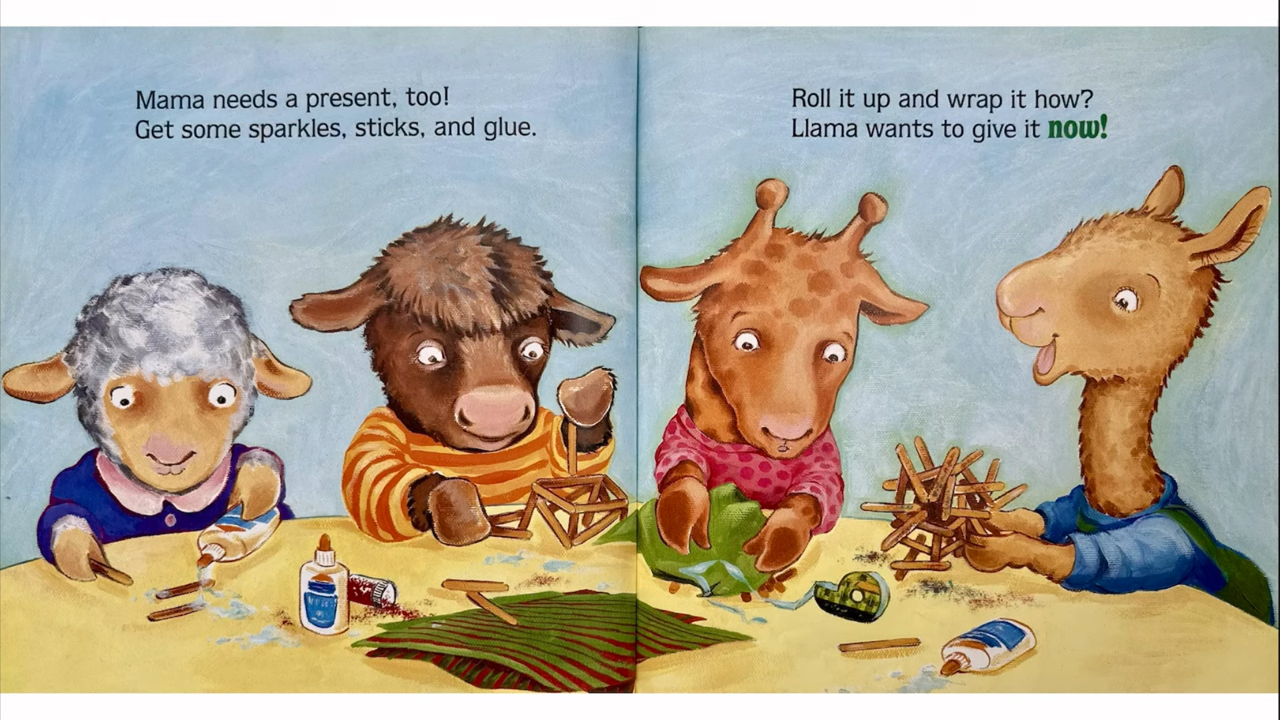 Mama needs a present, too!
Get some sparkles, sticks, and glue.
Roll it up and wrap it how?
Llama wants to give it now!